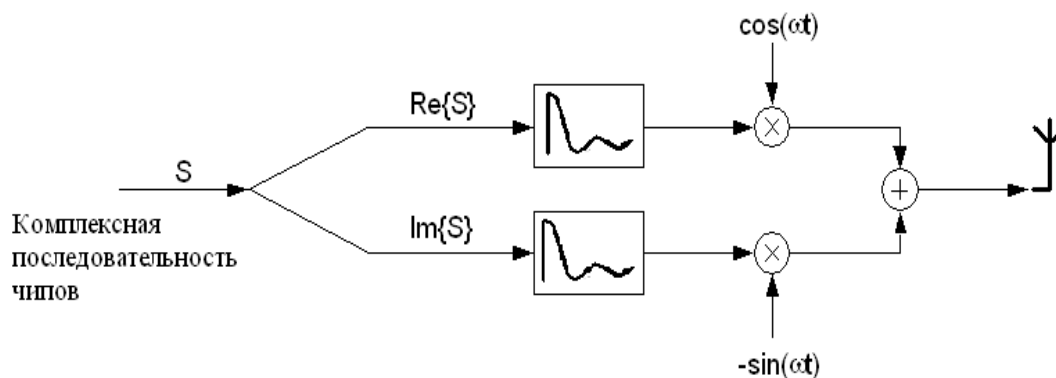 cos(ωt)
Re{S}
S
Im{S}
Комплексная
последовательность
чипов
-sin(ωt)